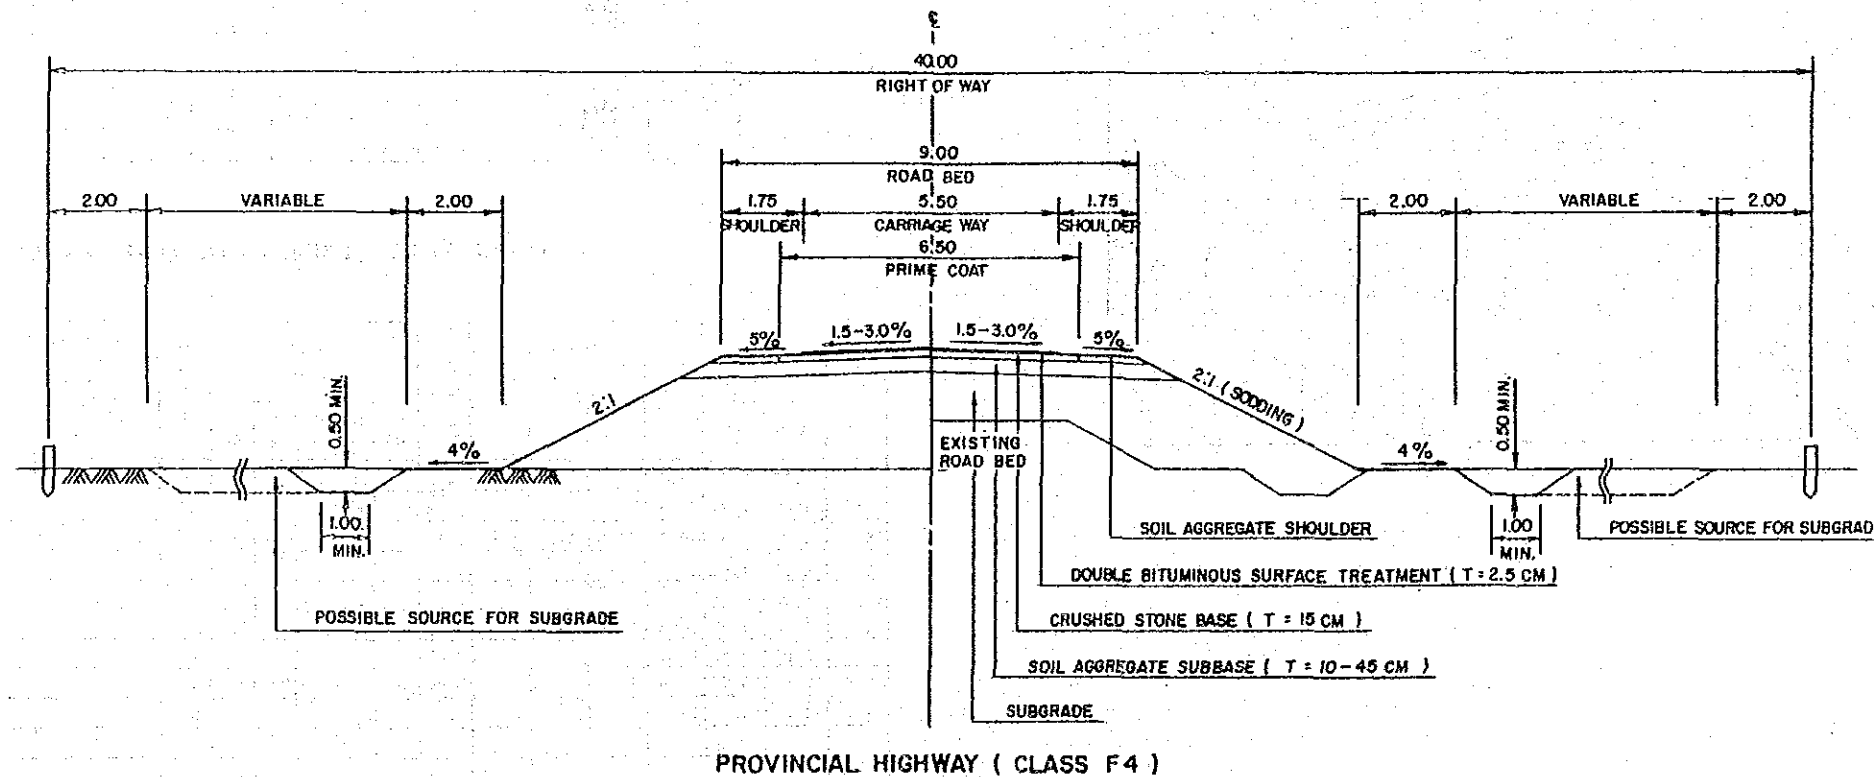 ℄
40.00
RIGHT OF WAY
9.00
ROAD BED
2.00 VARIABLE 2.00 1.75 5.50 1.75 2.00 VARIABLE 2.00
SHOULDER CARRIAGE WAY SHOULDER
6.50
PRIME COAT
5% 1.5-3.0% 1.5-3.0% 5%
2:1 2:1 (SODDING)
0.50 MIN. 0.50 MIN.
4% EXISTING 4%
ROAD BED
1.00 SOIL AGGREGATE SHOULDER 1.00 POSSIBLE SOURCE FOR SUBGRAD
MIN. MIN.
DOUBLE BITUMINOUS SURFACE TREATMENT ( T = 2.5 CM )
POSSIBLE SOURCE FOR SUBGRADE CRUSHED STONE BASE ( T = 15 CM )
SOIL AGGREGATE SUBBASE ( T = 10-45 CM )
SUBGRADE
PROVINCIAL HIGHWAY ( CLASS F4 )